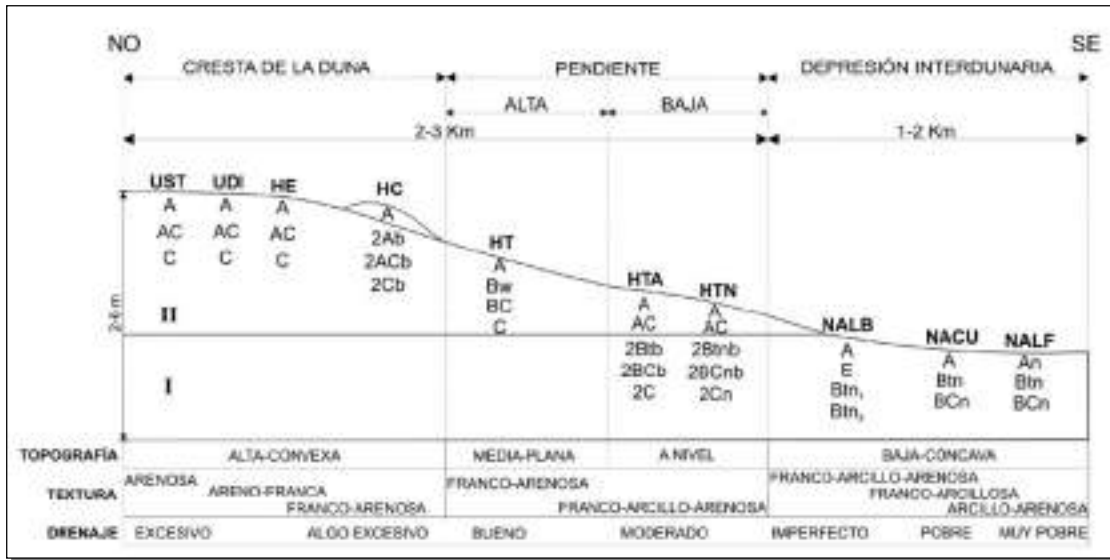 NO SE
CRESTA DE LA DUNA PENDIENTE DEPRESIÓN INTERDUNARIA
ALTA BAJA
2-3 Km 1-2 Km
UST UDI HE HC
A A A A
AC AC AC 2Ab
C C C 2ACb
2Cb
HT
A
Bw
BC
C
HTA HTN
A A
AC AC
2Btb 2Btnb
2BCb 2BCnb
2C 2Cn
NALB NACU NALF
A A An
E Btn Btn
Btn₁ BCn BCn
Btn₂
II
I
TOPOGRAFÍA ALTA-CONVEXA MEDIA-PLANA A NIVEL BAJA-CONCAVA
TEXTURA ARENOSA ARENO-FRANCA FRANCO-ARENOSA FRANCO-ARENOSA FRANCO-ARCILLO-ARENOSA FRANCO-ARCILLO-ARENOSA FRANCO-ARCILLOSA ARCILLO-ARENOSA
DRENAJE EXCESIVO ALGO EXCESIVO BUENO MODERADO IMPERFECTO POBRE MUY POBRE